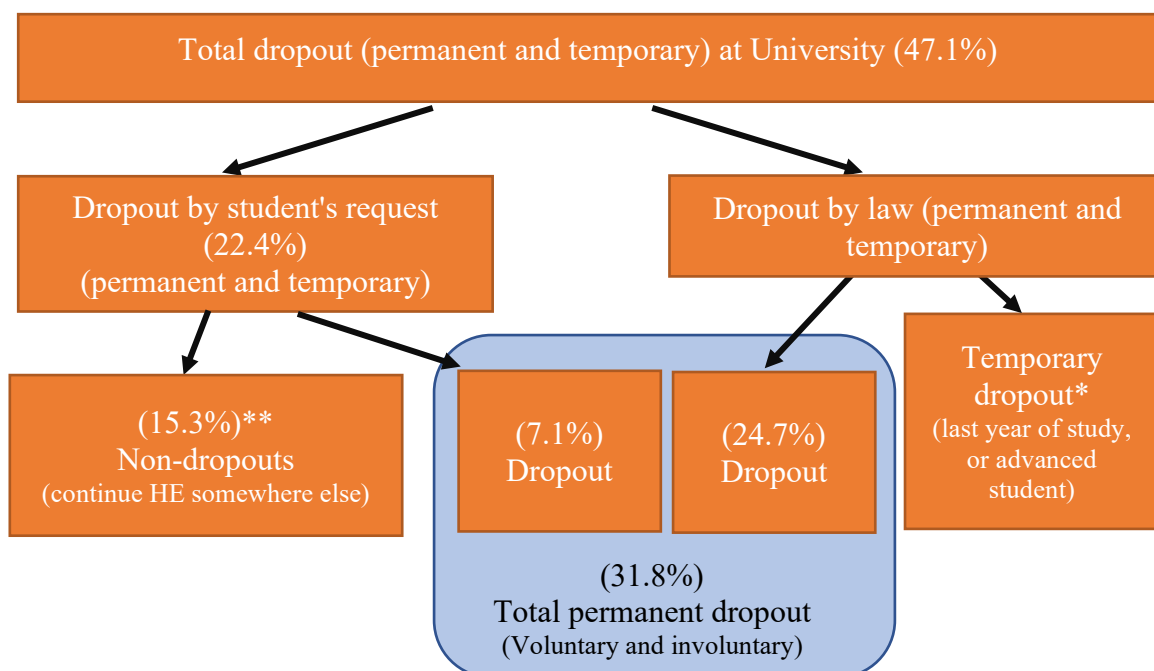 Total dropout (permanent and temporary) at University (47.1%)
Dropout by student's request
(22.4%)
(permanent and temporary)
Dropout by law (permanent and
temporary)
(15.3%)**
Non-dropouts
(continue HE somewhere else)
(7.1%)
Dropout
(24.7%)
Dropout
Temporary
dropout*
(last year of study,
or advanced
student)
(31.8%)
Total permanent dropout
(Voluntary and involuntary)